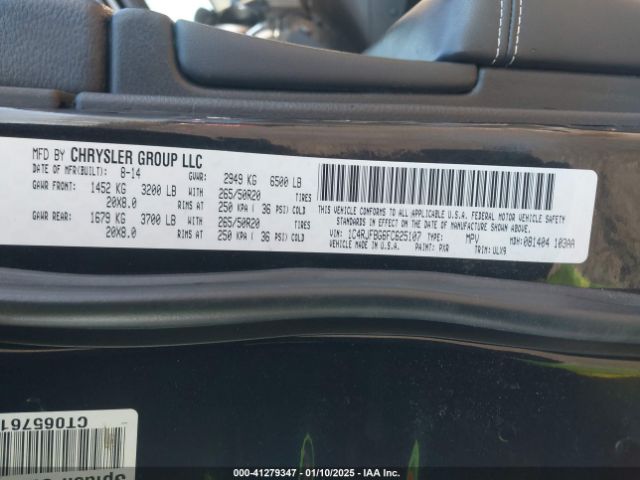 MFD BY CHRYSLER GROUP LLC
DATE OF MFR(BUILT): 8-14 GVWR: 2949 KG 6500 LB
GAWR FRONT: 1452 KG 3200 LB WITH 265/50R20 TIRES
20X8.0 RIMS AT 250 KPA ( 36 PSI) COLD
GAWR REAR: 1679 KG 3700 LB WITH 265/50R20 TIRES
20X8.0 RIMS AT 250 KPA ( 36 PSI) COLD
THIS VEHICLE CONFORMS TO ALL APPLICABLE U.S.A. FEDERAL MOTOR VEHICLE SAFETY
STANDARDS IN EFFECT ON THE DATE OF MANUFACTURE SHOWN ABOVE.
VIN: 1C4RJFBG6FC625107 TYPE: MPV MDH: 081404 103AA
VEHICLE MADE IN U.S.A. PAINT: PXR TRIM: ULX9
CT065761
000-41279347 - 01/10/2025 - IAA Inc.